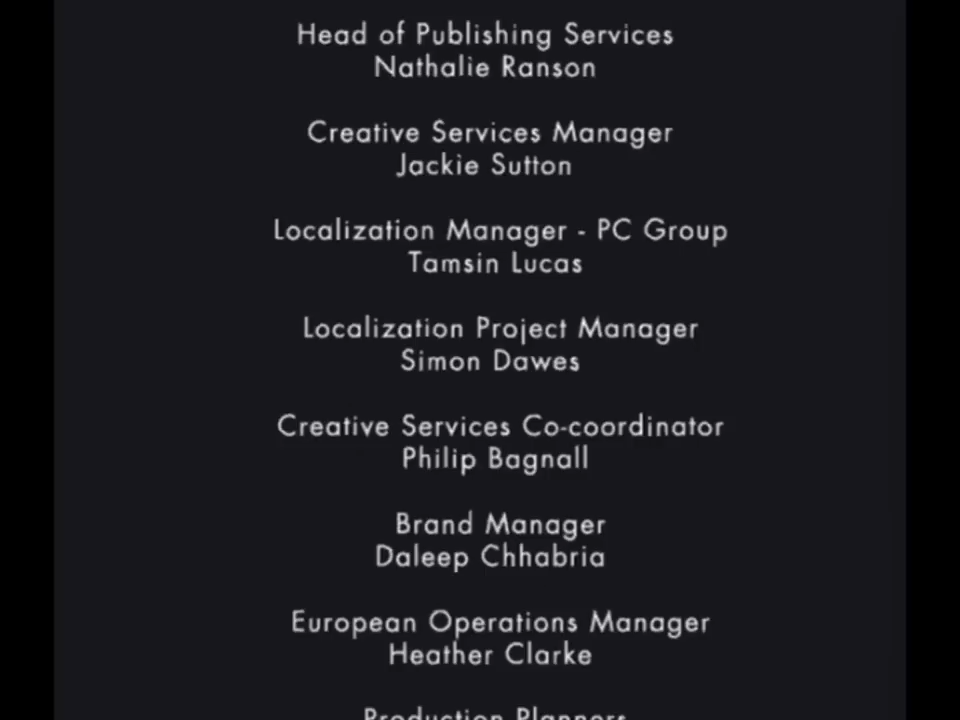 Head of Publishing Services
Nathalie Ranson
Creative Services Manager
Jackie Sutton
Localization Manager - PC Group
Tamsin Lucas
Localization Project Manager
Simon Dawes
Creative Services Co-coordinator
Philip Bagnall
Brand Manager
Daleep Chhabria
European Operations Manager
Heather Clarke
Production Planners